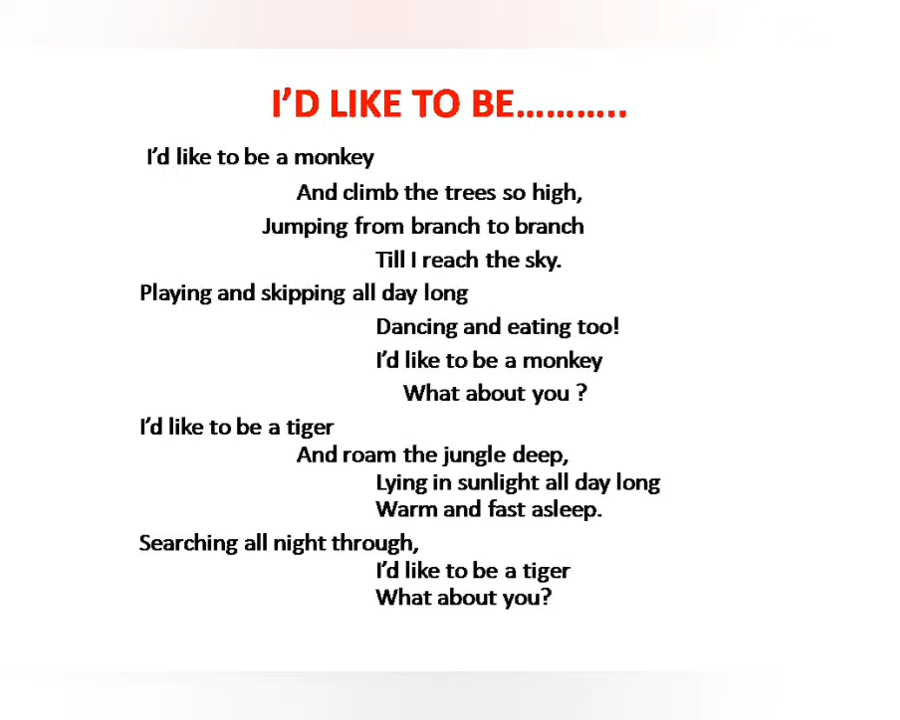 I’D LIKE TO BE………..
I’d like to be a monkey
And climb the trees so high,
Jumping from branch to branch
Till I reach the sky.
Playing and skipping all day long
Dancing and eating too!
I’d like to be a monkey
What about you ?
I’d like to be a tiger
And roam the jungle deep,
Lying in sunlight all day long
Warm and fast asleep.
Searching all night through,
I’d like to be a tiger
What about you?